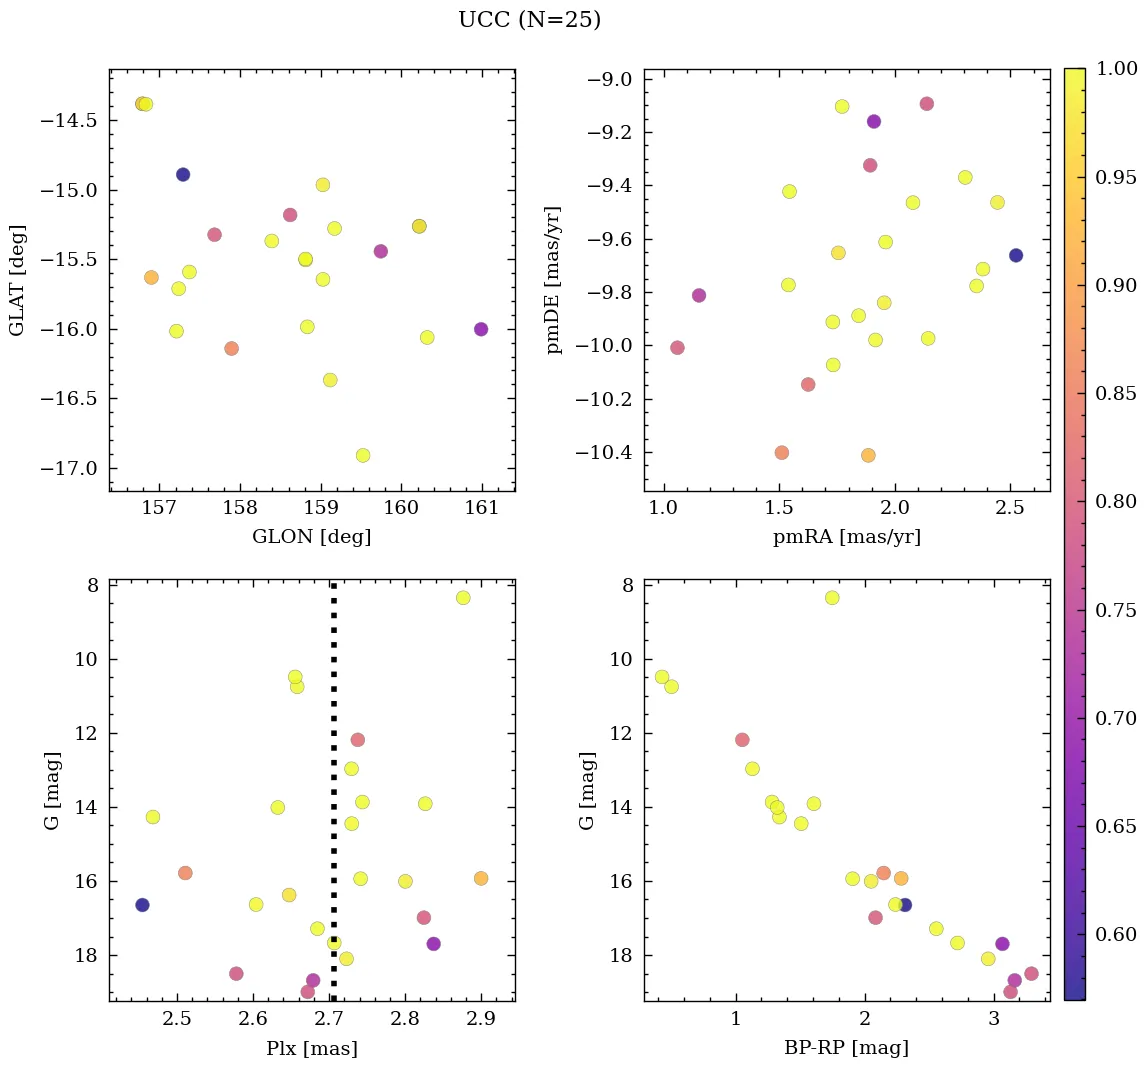 UCC (N=25)
−14.5
−15.0
−15.5
−16.0
−16.5
−17.0
GLAT [deg]
157 158 159 160 161
GLON [deg]
−9.0
−9.2
−9.4
−9.6
−9.8
−10.0
−10.2
−10.4
pmDE [mas/yr]
1.0 1.5 2.0 2.5
pmRA [mas/yr]
8
10
12
14
16
18
G [mag]
2.5 2.6 2.7 2.8 2.9
Plx [mas]
8
10
12
14
16
18
G [mag]
1 2 3
BP-RP [mag]
1.00
0.95
0.90
0.85
0.80
0.75
0.70
0.65
0.60